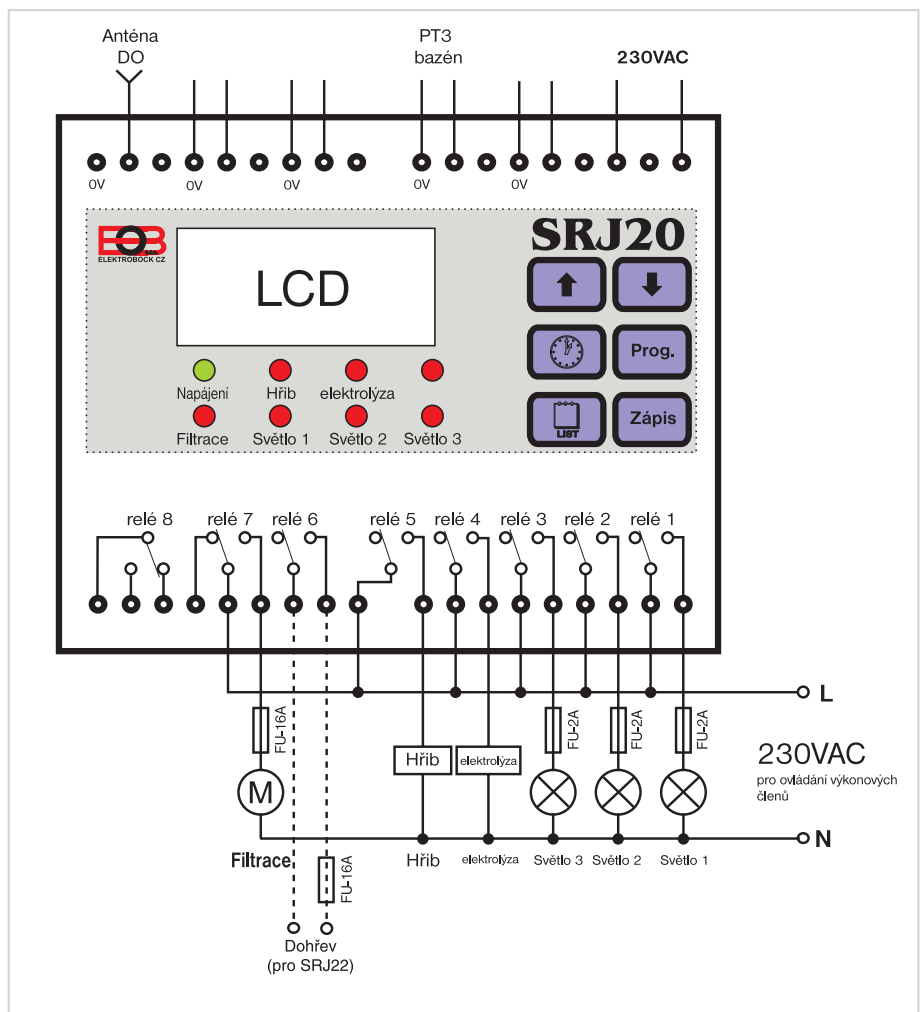 Anténa
DO
PT3
bazén
230VAC
0V 0V 0V 0V 0V
EOB
ELEKTROBOCK CZ
SRJ20
LCD
Prog.
LIST
Zápis
Napájení Hřib elektrolýza
Filtrace Světlo 1 Světlo 2 Světlo 3
relé 8 relé 7 relé 6 relé 5 relé 4 relé 3 relé 2 relé 1
L
FU-16A
FU-2A
FU-2A
FU-2A
Hřib
elektrolýza
M
230VAC
pro ovládání výkonových
členů
N
Filtrace
Hřib elektrolýza Světlo 3 Světlo 2 Světlo 1
FU-16A
Dohřev
(pro SRJ22)